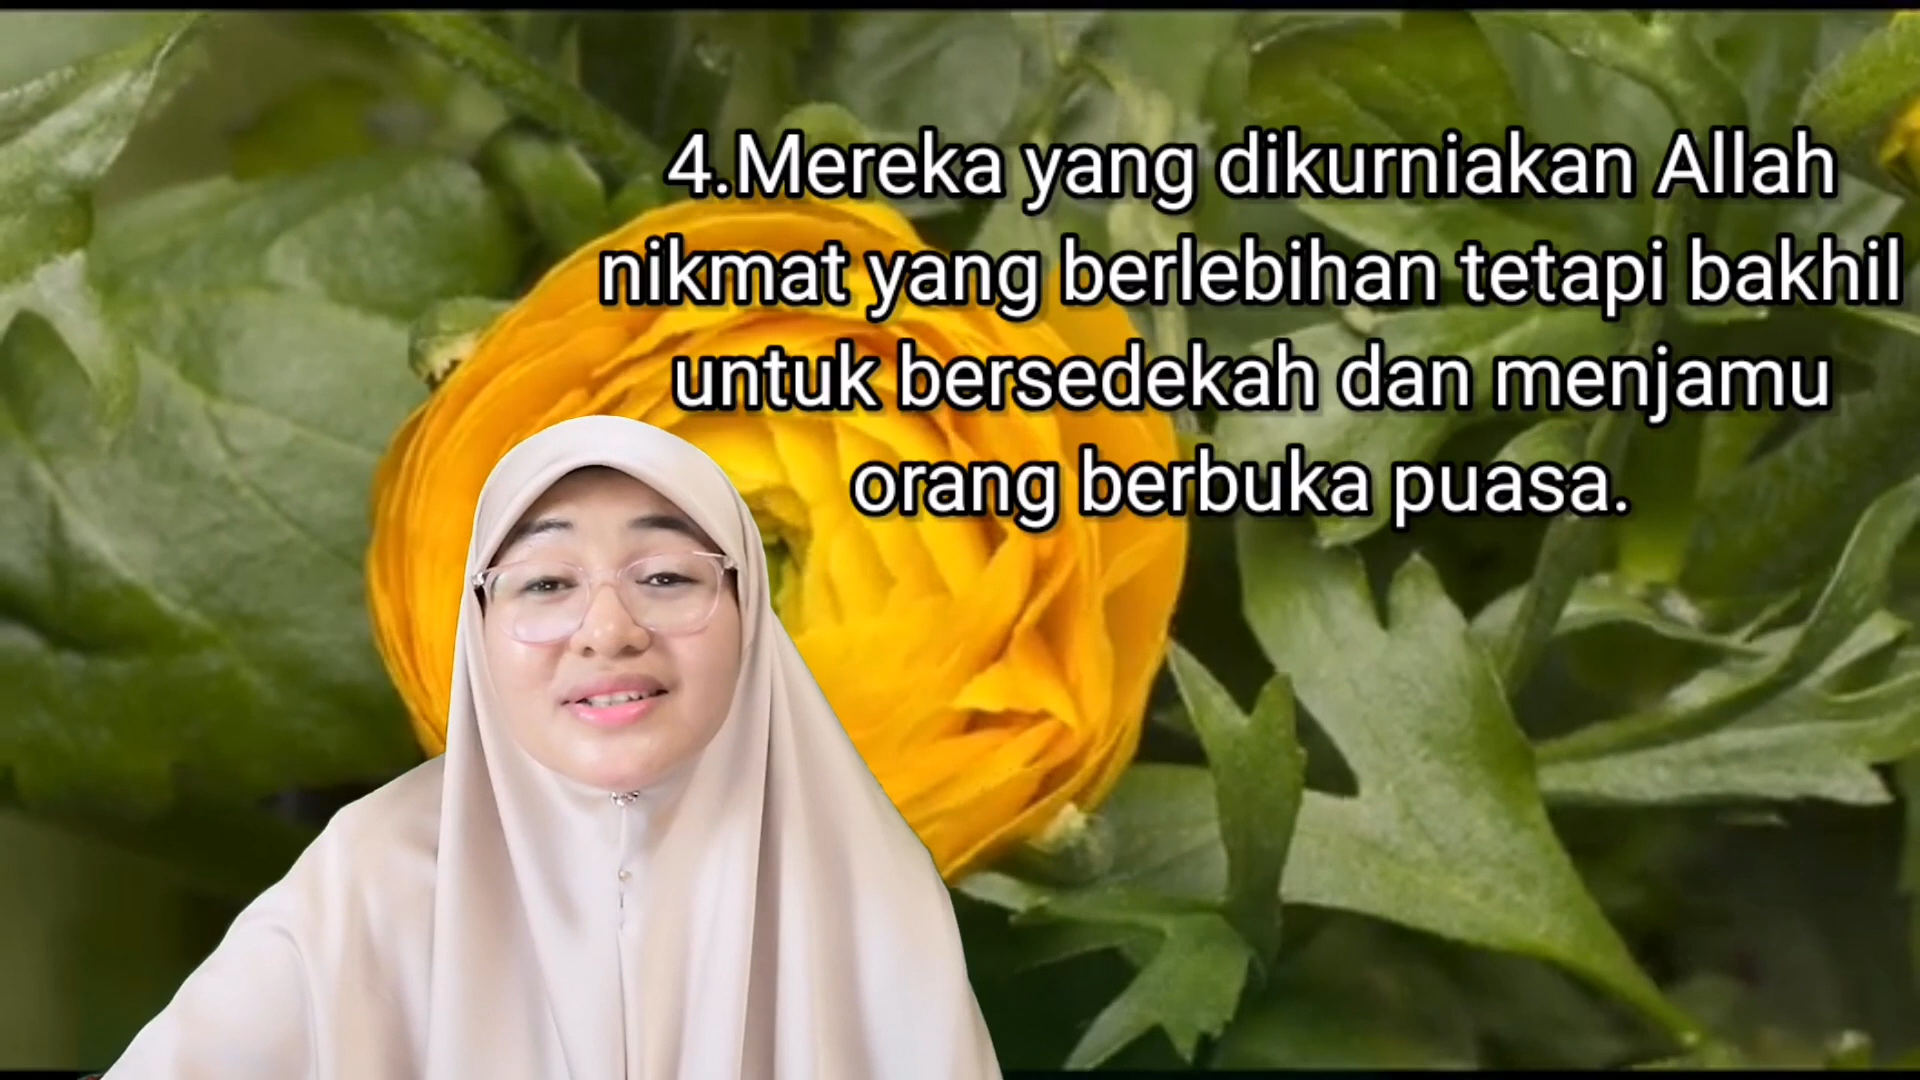 4.Mereka yang dikurniakan Allah
nikmat yang berlebihan tetapi bakhil
untuk bersedekah dan menjamu
orang berbuka puasa.